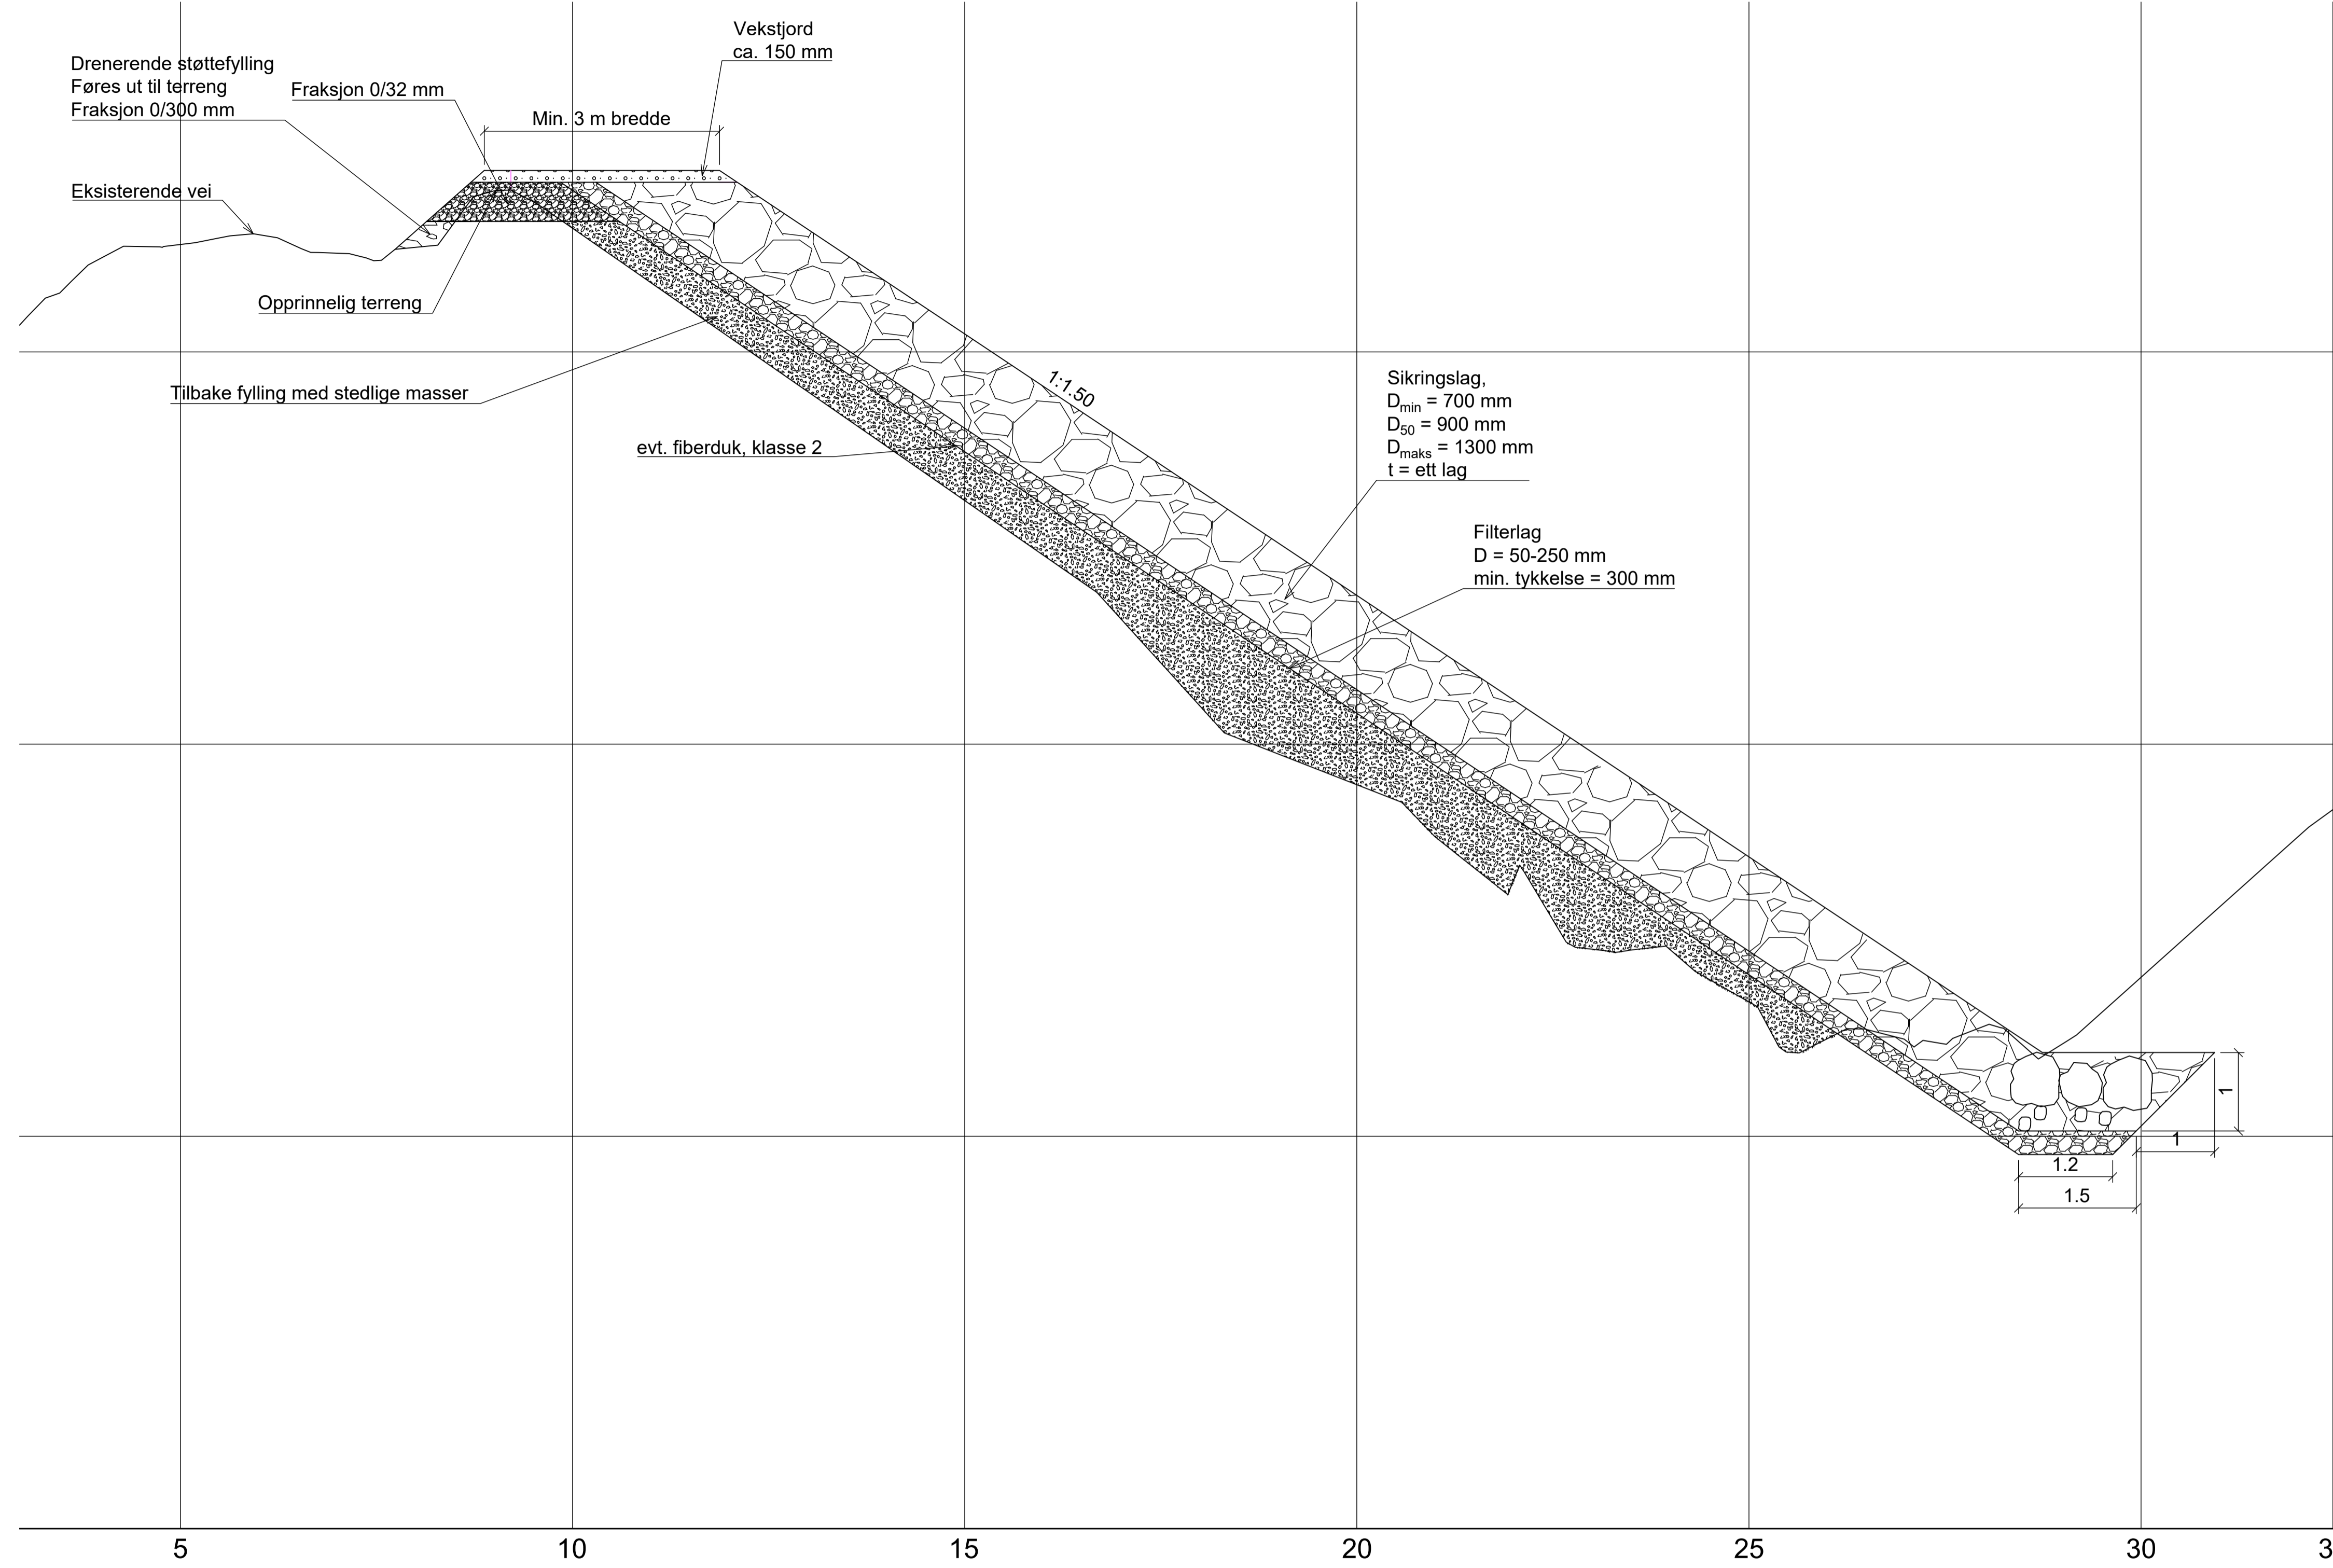 Vekstjord
ca. 150 mm
Drenerende støttefylling
Føres ut til terreng
Fraksjon 0/300 mm
Fraksjon 0/32 mm
Min. 3 m bredde
Eksisterende vei
Opprinnelig terreng
Tilbake fylling med stedlige masser
evt. fiberduk, klasse 2
1:1.50
Sikringslag,
Dmin = 700 mm
D50 = 900 mm
Dmaks = 1300 mm
t = ett lag
Filterlag
D = 50-250 mm
min. tykkelse = 300 mm
1
1
1.2
1.5
5
10
15
20
25
30
3